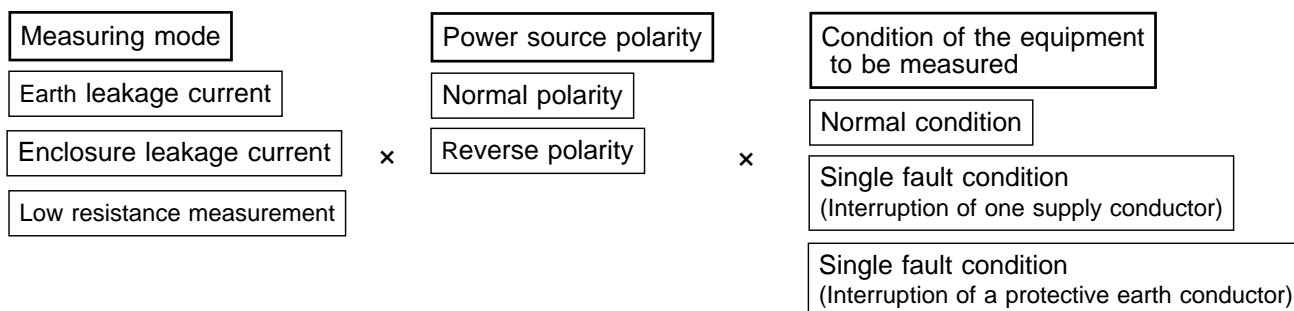 Measuring mode
Earth leakage current
Enclosure leakage current
Low resistance measurement
×
Power source polarity
Normal polarity
Reverse polarity
×
Condition of the equipment
to be measured
Normal condition
Single fault condition
(Interruption of one supply conductor)
Single fault condition
(Interruption of a protective earth conductor)